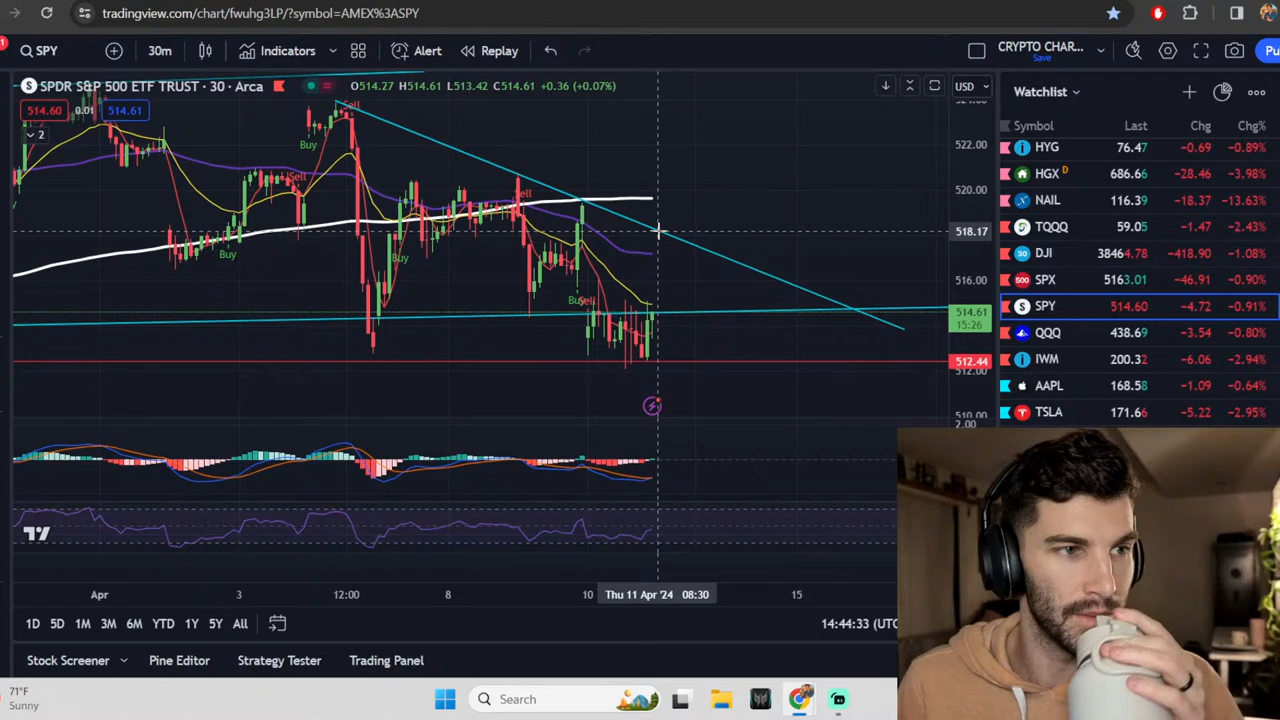 tradingview.com/chart/fwuhg3LP/?symbol=AMEX%3ASPY
SPY 30m Indicators Alert Replay CRYPTO CHAR... Save Pu
SPDR S&P 500 ETF TRUST · 30 · Arca O514.27 H514.61 L513.42 C514.61 +0.36 (+0.07%) USD
514.60 0.01 514.61
2
Sell
Buy
Sell
Buy
Buy
Sell
Buy
Sell
522.00
520.00
518.17
516.00
514.61
15:26
512.44
512.00
510.00
2.00
Apr 3 12:00 8 10 Thu 11 Apr '24 08:30 15
1D 5D 1M 3M 6M YTD 1Y 5Y All 14:44:33 (UTC
Stock Screener Pine Editor Strategy Tester Trading Panel
Watchlist
Symbol Last Chg Chg%
HYG 76.47 −0.69 −0.89%
HGX D 686.66 −28.46 −3.98%
NAIL 116.39 −18.37 −13.63%
TQQQ 59.05 −1.47 −2.43%
DJI 38464.78 −418.90 −1.08%
SPX 5163.01 −46.91 −0.90%
SPY 514.60 −4.72 −0.91%
QQQ 438.69 −3.54 −0.80%
IWM 200.32 −6.06 −2.94%
AAPL 168.58 −1.09 −0.64%
TSLA 171.66 −5.22 −2.95%
71°F
Sunny
Search